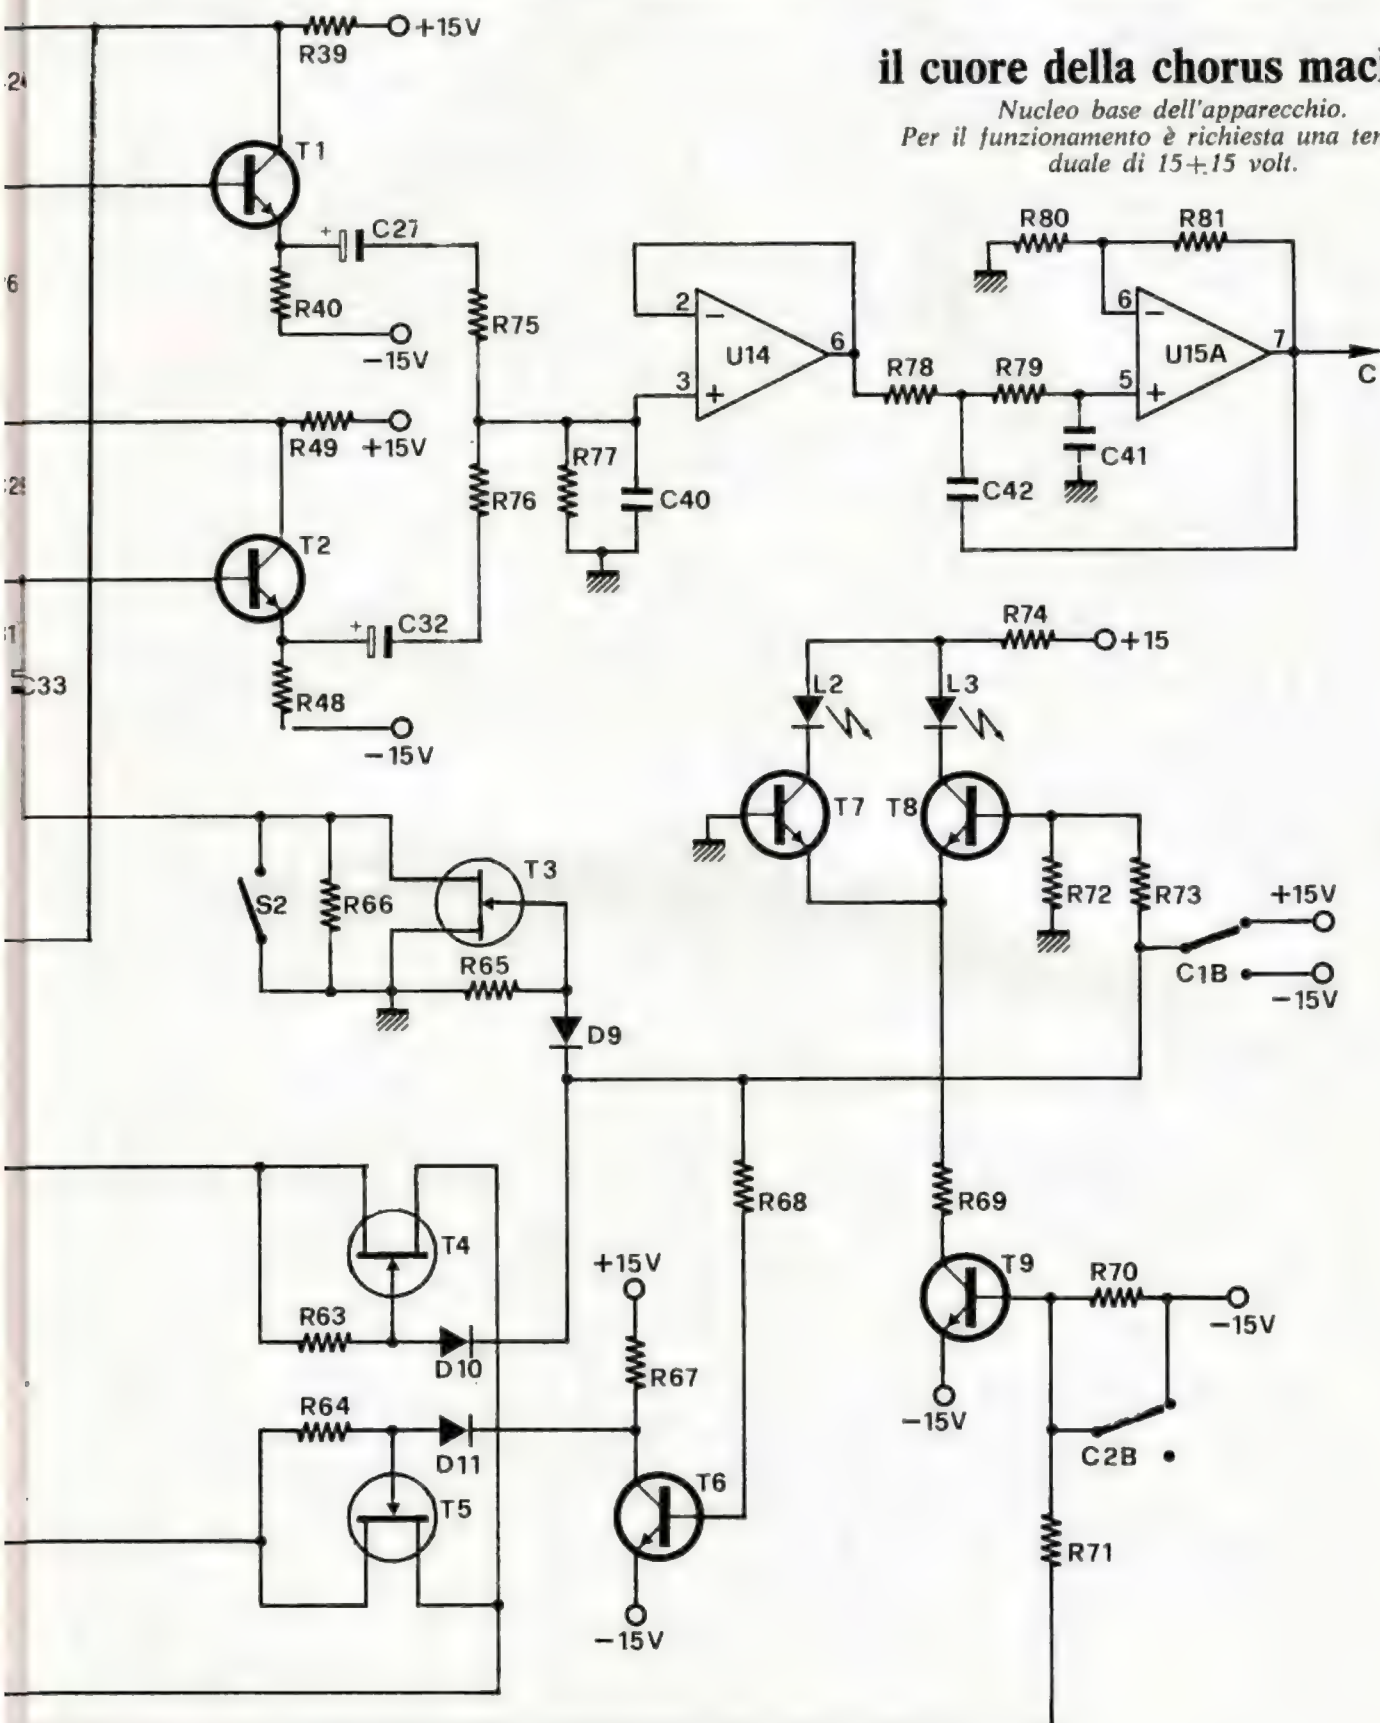 +15V
R39
il cuore della chorus
Nucleo base dell'apparecchio.
Per il funzionamento è richiesta una
duale di 15+15 volt.
T1
+
C27
R40
-15V
R75
R80
R81
2
-
U14
6
3
+
6
-
U15A
7
5
+
C
R78
R79
R49
+15V
R77
R76
C40
C42
C41
T2
+
C32
C33
R48
-15V
R74
+15
L2
L3
T7
T8
T3
S2
R66
R65
R72
R73
+15V
C1B
-15V
D9
R68
R69
T4
+15V
R63
D10
R67
T9
R70
-15V
-15V
R64
D11
C2B
T6
T5
R71
-15V